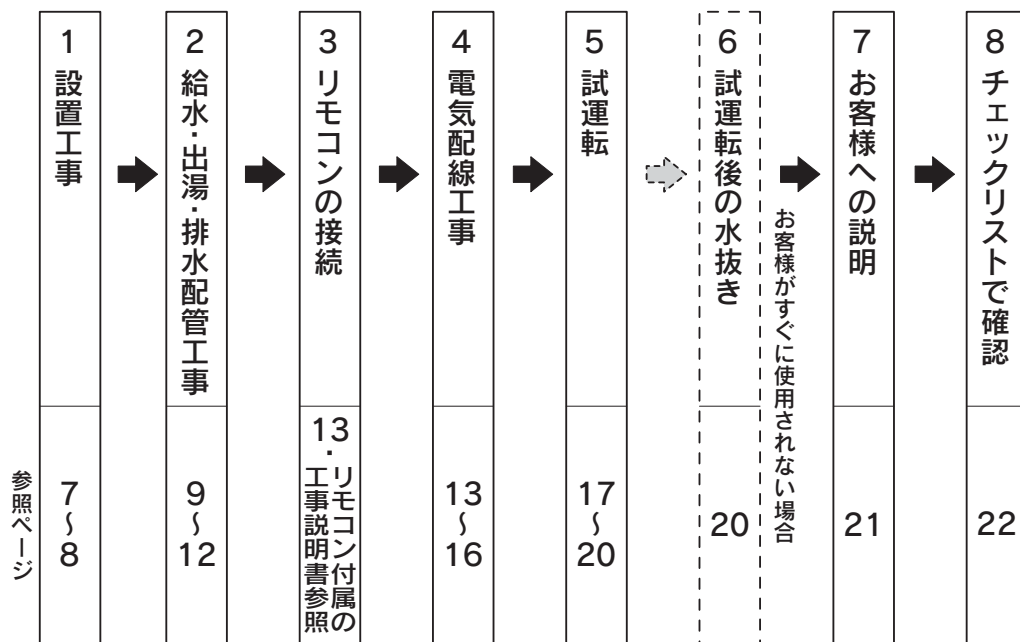 1 設置工事
2 給水・出湯・排水配管工事
3 リモコンの接続
4 電気配線工事
5 試運転
6 試運転後の水抜き
お客様がすぐに使用されない場合
7 お客様への説明
8 チェックリストで確認
参照ページ
7〜8
9〜12
13・リモコン付属の
工事説明書参照
13〜16
17〜20
20
21
22